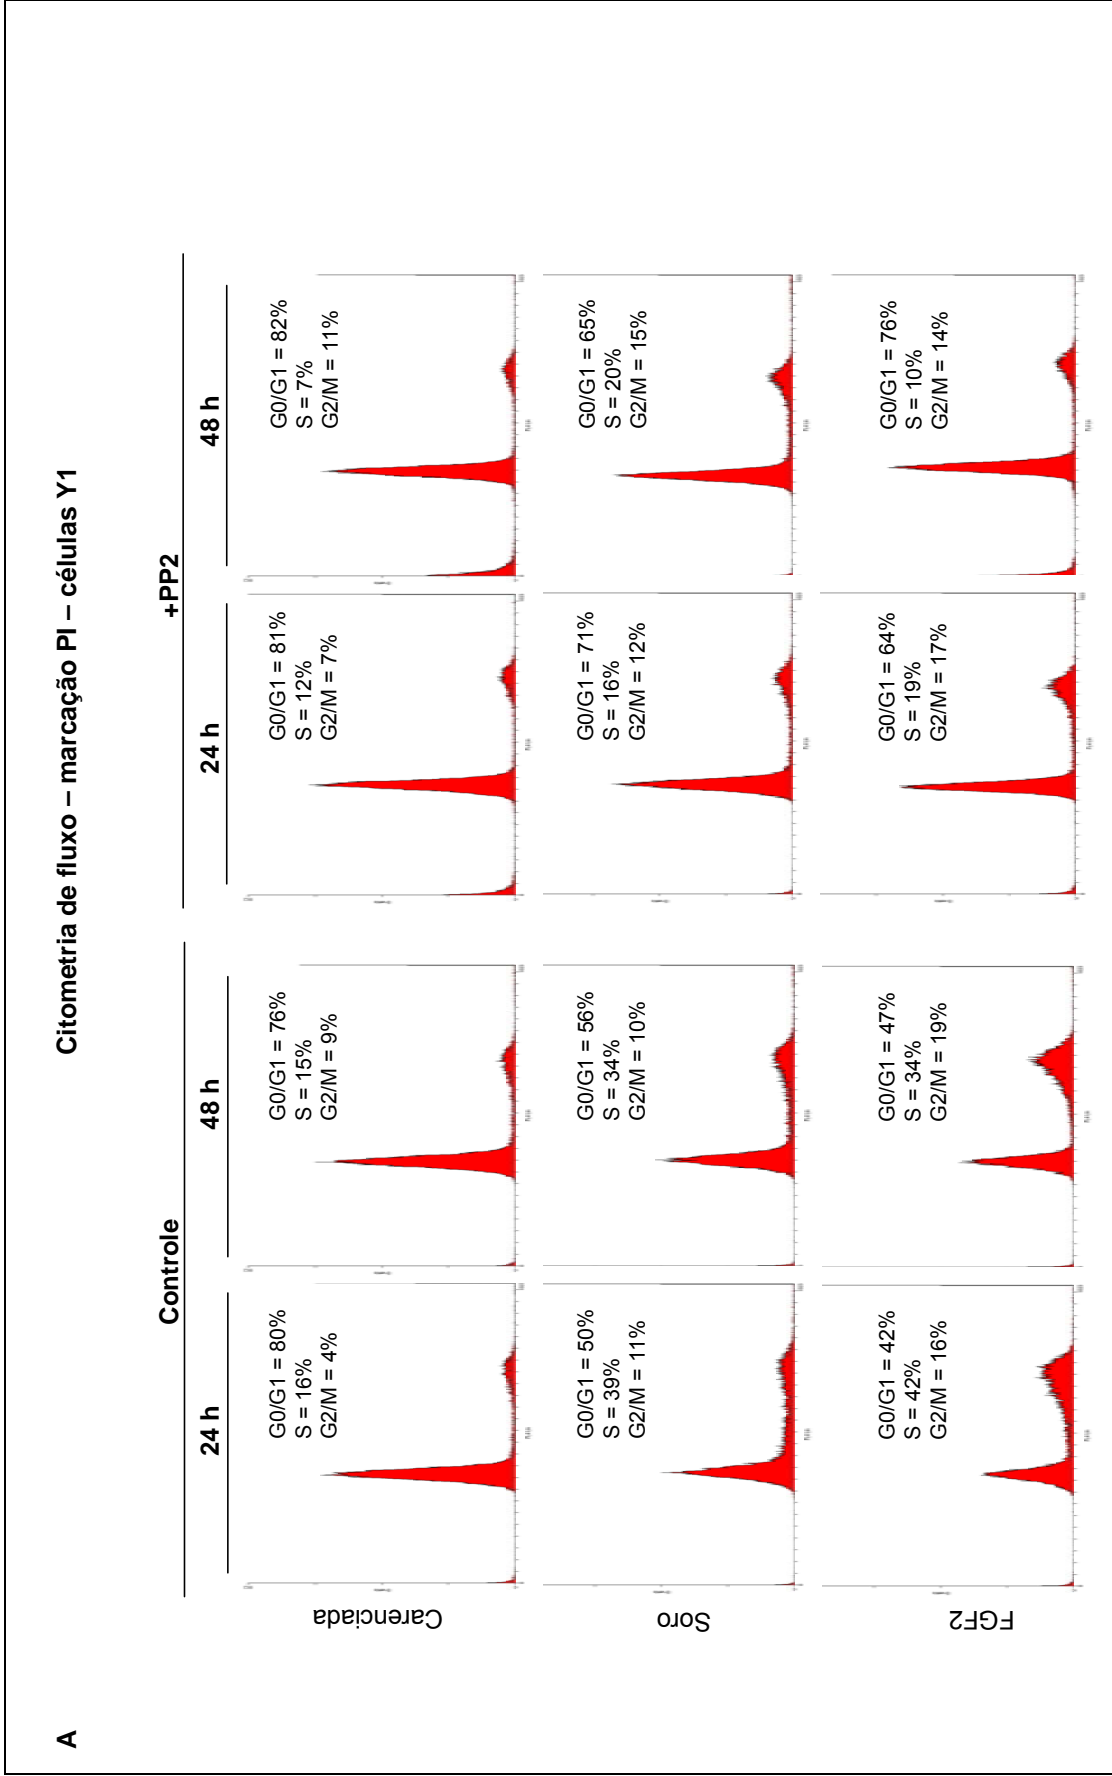 A
Citometria de fluxo – marcação PI – células Y1
Controle
+PP2
24 h
48 h
24 h
48 h
Carenciada
G0/G1 = 80%
S = 16%
G2/M = 4%
G0/G1 = 76%
S = 15%
G2/M = 9%
G0/G1 = 81%
S = 12%
G2/M = 7%
G0/G1 = 82%
S = 7%
G2/M = 11%
Soro
G0/G1 = 50%
S = 39%
G2/M = 11%
G0/G1 = 56%
S = 34%
G2/M = 10%
G0/G1 = 71%
S = 16%
G2/M = 12%
G0/G1 = 65%
S = 20%
G2/M = 15%
FGF2
G0/G1 = 42%
S = 42%
G2/M = 16%
G0/G1 = 47%
S = 34%
G2/M = 19%
G0/G1 = 64%
S = 19%
G2/M = 17%
G0/G1 = 76%
S = 10%
G2/M = 14%